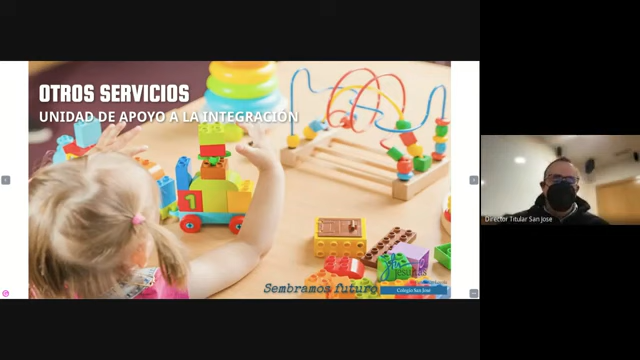 OTROS SERVICIOS
UNIDAD DE APOYO A LA INTEGRACIÓN
1
Director Titular San Jose
Sembramos futuro
Colegio San José